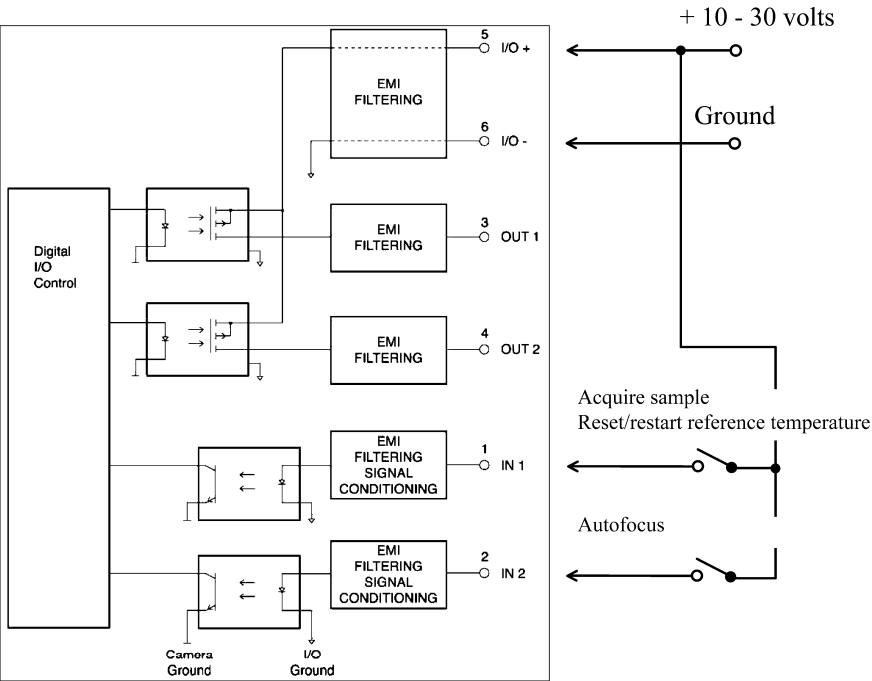 + 10 - 30 volts
5
I/O +
EMI
FILTERING
Ground
6
I/O -
Digital
I/O
Control
EMI
FILTERING
3
OUT 1
EMI
FILTERING
4
OUT 2
Acquire sample
Reset/restart reference temperature
EMI
FILTERING
SIGNAL
CONDITIONING
1
IN 1
Autofocus
EMI
FILTERING
SIGNAL
CONDITIONING
2
IN 2
Camera
Ground
I/O
Ground